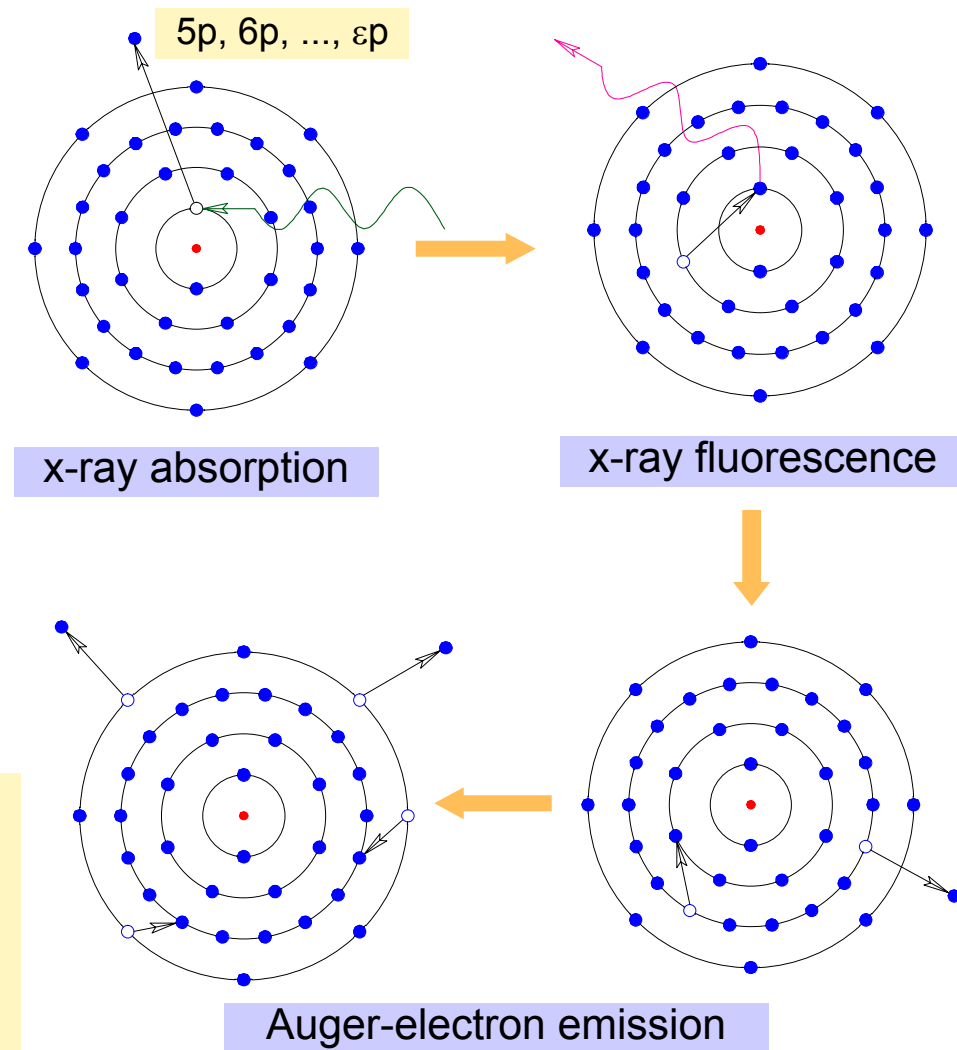 5p, 6p, ..., εp
x-ray absorption
x-ray fluorescence
Auger-electron emission